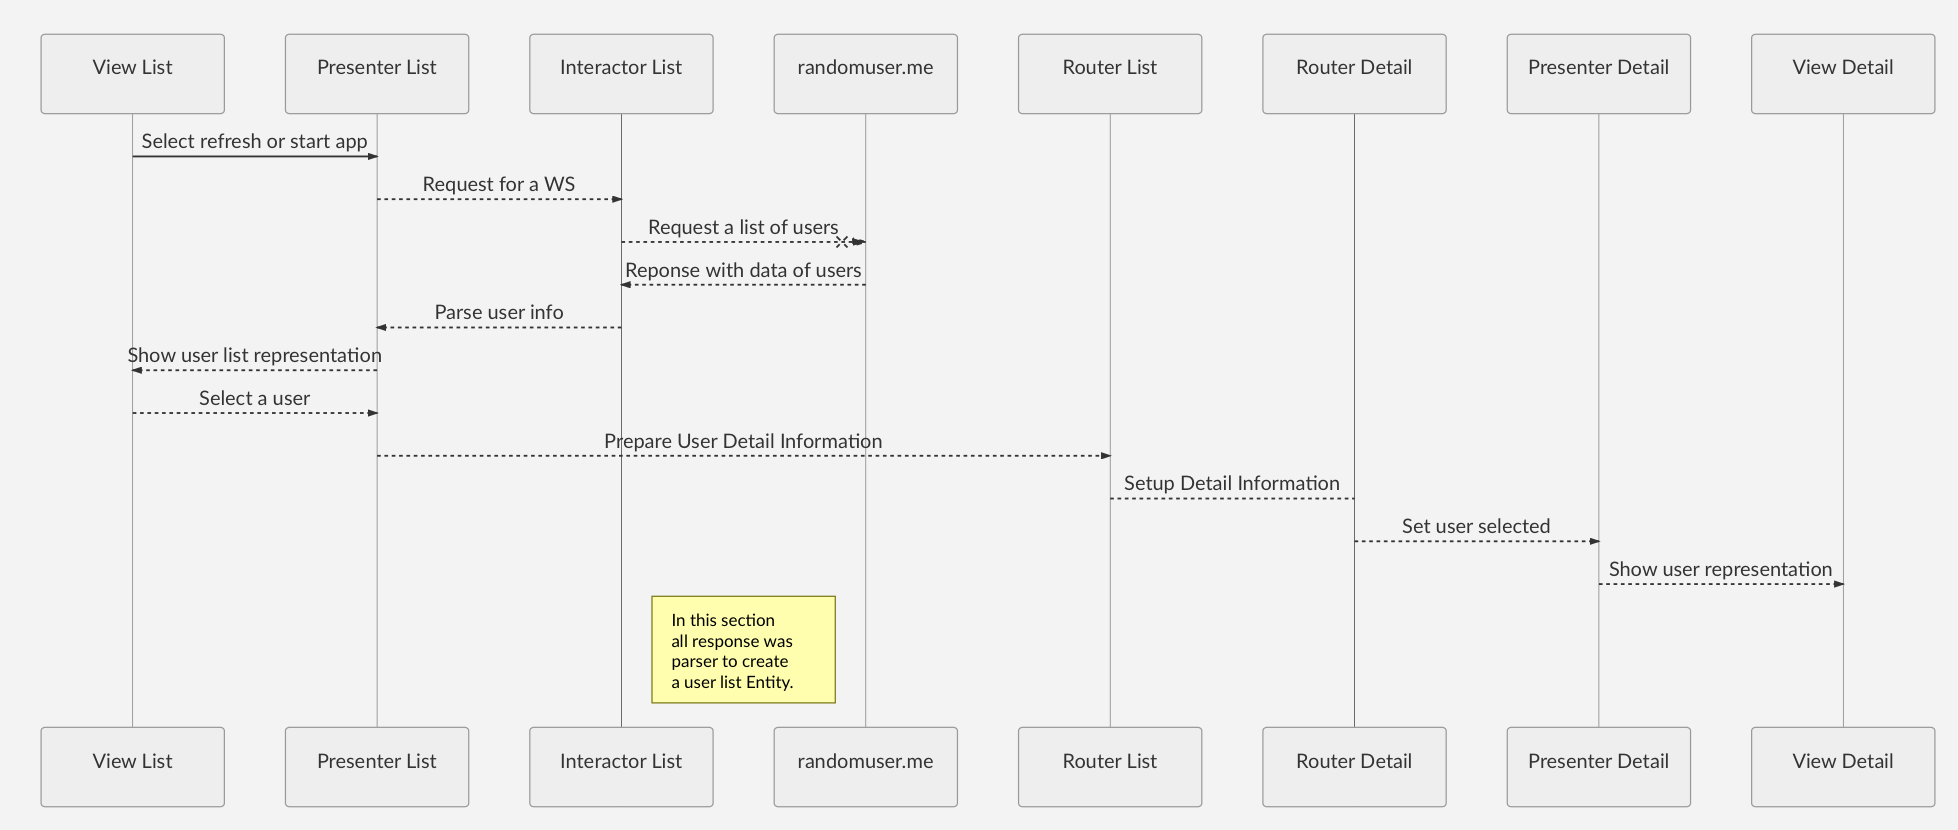 View List
Presenter List
Interactor List
randomuser.me
Router List
Router Detail
Presenter Detail
View Detail
Select refresh or start app
Request for a WS
Request a list of users
Reponse with data of users
Parse user info
Show user list representation
Select a user
Prepare User Detail Information
Setup Detail Information
Set user selected
Show user representation
In this section
all response was
parser to create
a user list Entity.
View List
Presenter List
Interactor List
randomuser.me
Router List
Router Detail
Presenter Detail
View Detail